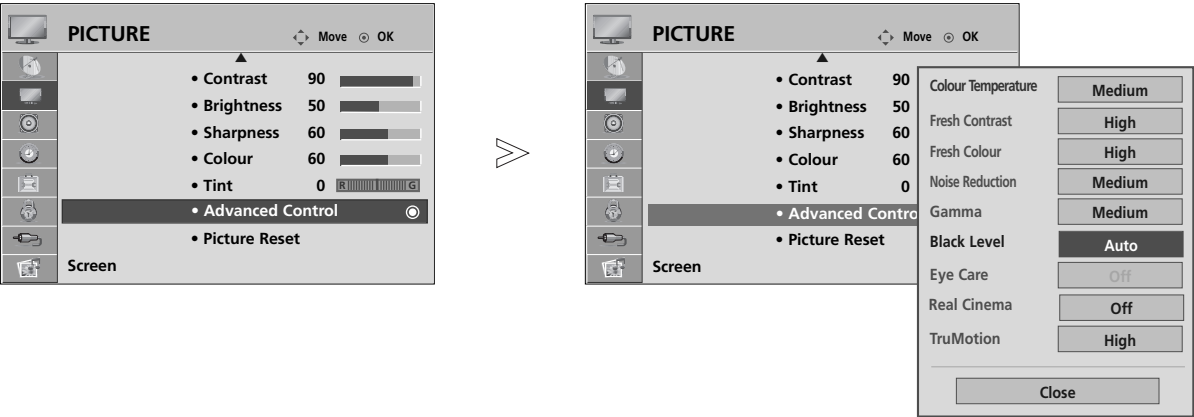 PICTURE Move OK
• Contrast 90
• Brightness 50
• Sharpness 60
• Colour 60
• Tint 0 R G
• Advanced Control
• Picture Reset
Screen
PICTURE Move OK
• Contrast 90
• Brightness 50
• Sharpness 60
• Colour 60
• Tint 0
• Advanced Contro
• Picture Reset
Screen
Colour Temperature Medium
Fresh Contrast High
Fresh Colour High
Noise Reduction Medium
Gamma Medium
Black Level Auto
Eye Care Off
Real Cinema Off
TruMotion High
Close